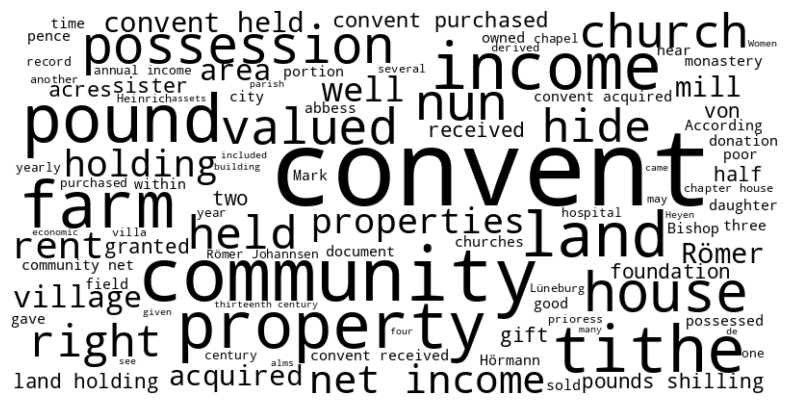 time convent held convent purchased church
pence possession owned chapel Women
derived hear
record annual income area portion several income monastery
another acres sister parish well nun convent acquired mill
Heinrich assets city abbess von
pound valued received hide According
donation
yearly holding included convent poor
building Mark came half
purchased within chapter house
farm two properties may daughter
year held hospital land Heyen
economic villa Bishop three
rent granted Römer Johannsen document churches Römer
community net community foundation
field Lüneburg
village thirteenth century good house
gave given property prioress possessed
right four gift many tithe de
century convent received Hörmann one
see alms
land holding acquired net income sold pounds shilling